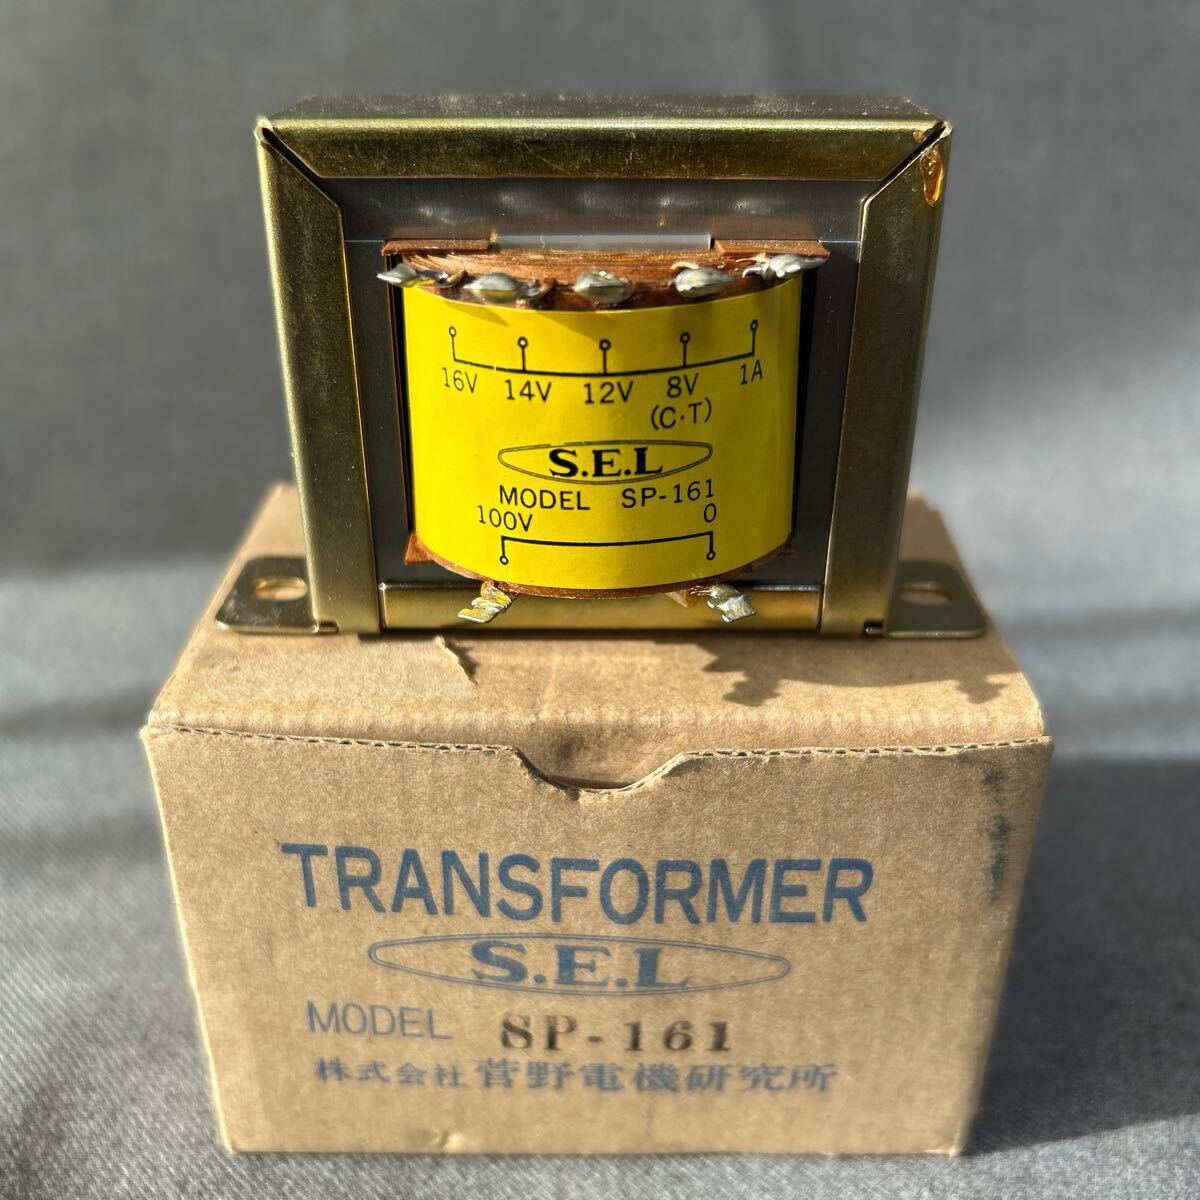 16V 14V 12V 8V 1A
(C·T)
S.E.L
MODEL SP-161
100V 0
TRANSFORMER
S.E.L
MODEL SP-161
株式会社 菅野電機研究所